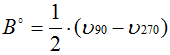 B° = 1/2 · (υ90 − υ270)